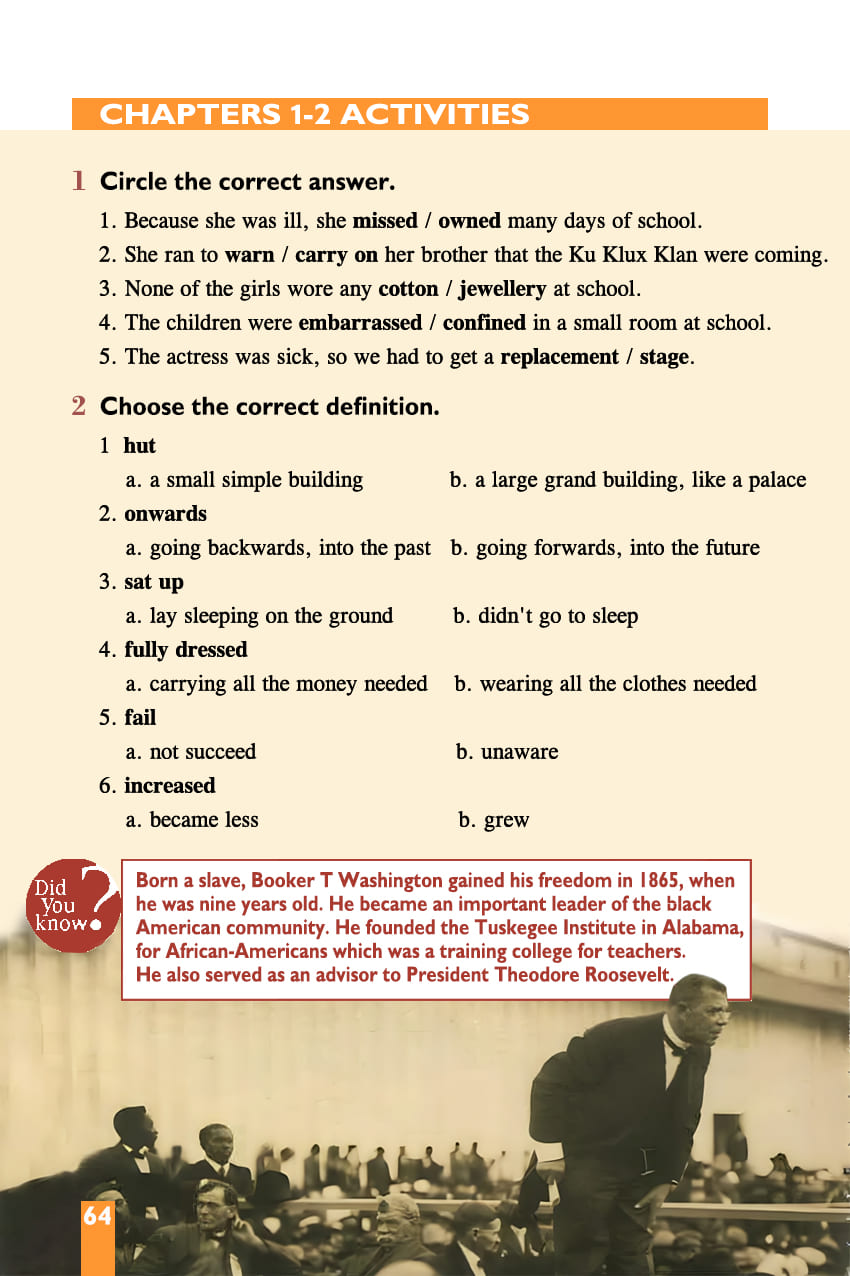 CHAPTERS 1-2 ACTIVITIES
1 Circle the correct answer.
1. Because she was ill, she missed / owned many days of school.
2. She ran to warn / carry on her brother that the Ku Klux Klan were coming.
3. None of the girls wore any cotton / jewellery at school.
4. The children were embarrassed / confined in a small room at school.
5. The actress was sick, so we had to get a replacement / stage.
2 Choose the correct definition.
1 hut
a. a small simple building b. a large grand building, like a palace
2. onwards
a. going backwards, into the past b. going forwards, into the future
3. sat up
a. lay sleeping on the ground b. didn't go to sleep
4. fully dressed
a. carrying all the money needed b. wearing all the clothes needed
5. fail
a. not succeed b. unaware
6. increased
a. became less b. grew
Did
You
know?
Born a slave, Booker T Washington gained his freedom in 1865, when
he was nine years old. He became an important leader of the black
American community. He founded the Tuskegee Institute in Alabama,
for African-Americans which was a training college for teachers.
He also served as an advisor to President Theodore Roosevelt.
64